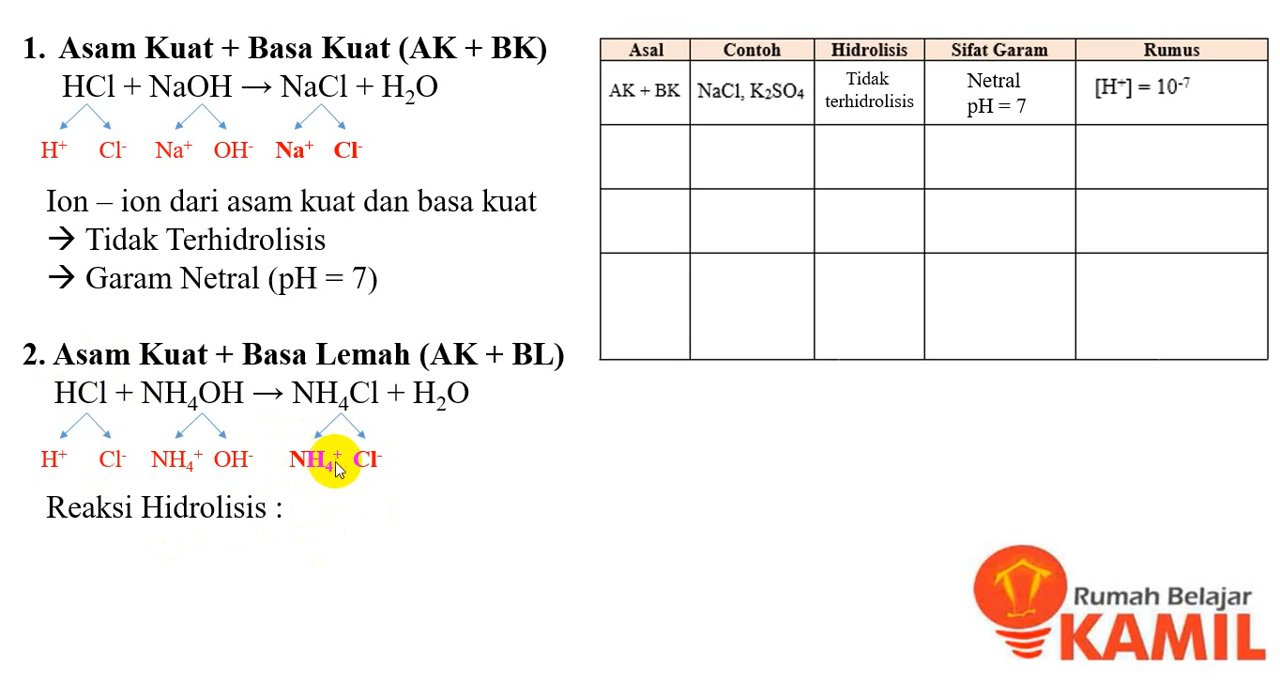 1. Asam Kuat + Basa Kuat (AK + BK)
HCl + NaOH → NaCl + H₂O
H⁺ Cl⁻ Na⁺ OH⁻ Na⁺ Cl⁻
Ion – ion dari asam kuat dan basa kuat
→ Tidak Terhidrolisis
→ Garam Netral (pH = 7)
2. Asam Kuat + Basa Lemah (AK + BL)
HCl + NH₄OH → NH₄Cl + H₂O
H⁺ Cl⁻ NH₄⁺ OH⁻ NH₄⁺ Cl⁻
Reaksi Hidrolisis :
Asal Contoh Hidrolisis Sifat Garam Rumus
AK + BK NaCl, K₂SO₄ Tidak terhidrolisis Netral pH = 7 [H⁺] = 10⁻⁷
Rumah Belajar
KAMIL